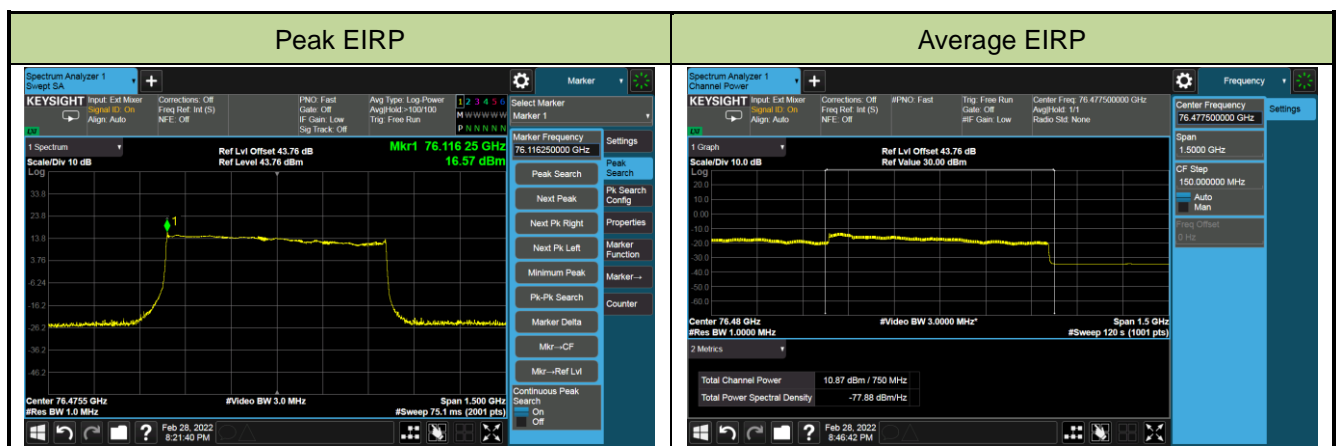 Peak EIRP
Spectrum Analyzer 1
Swept SA
+
Marker
KEYSIGHT
Input: Ext Mixer
Signal ID: On
Align: Auto
Corrections: Off
Freq Ref: Int (S)
NFE: Off
PNO: Fast
Gate: Off
IF Gain: Low
Sig Track: Off
Avg Type: Log-Power
Avg|Hold:>100/100
Trig: Free Run
1 2 3 4 5 6
M W W W W W
P N N N N N
Select Marker
Marker 1
Marker Frequency
76.116250000 GHz
Peak Search
Next Peak
Next Pk Right
Next Pk Left
Minimum Peak
Pk-Pk Search
Marker Delta
Mkr→CF
Mkr→Ref Lvl
Continuous Peak
Search
On
Off
Settings
Peak
Search
Pk Search
Config
Properties
Marker
Function
Marker→
Counter
1 Spectrum
Scale/Div 10 dB
Log
Ref Lvl Offset 43.76 dB
Ref Level 43.76 dBm
Mkr1 76.116 25 GHz
16.57 dBm
1
33.8
23.8
13.8
3.76
-6.24
-16.2
-26.2
-36.2
-46.2
Center 76.4755 GHz
#Res BW 1.0 MHz
#Video BW 3.0 MHz
Span 1.500 GHz
#Sweep 75.1 ms (2001 pts)
?
Feb 28, 2022
8:21:40 PM
Average EIRP
Spectrum Analyzer 1
Channel Power
+
Frequency
KEYSIGHT
Input: Ext Mixer
Signal ID: On
Align: Auto
Corrections: Off
Freq Ref: Int (S)
NFE: Off
#PNO: Fast
Trig: Free Run
Gate: Off
#IF Gain: Low
Center Freq: 76.477500000 GHz
Avg|Hold: 1/1
Radio Std: None
Center Frequency
76.477500000 GHz
Span
1.5000 GHz
CF Step
150.000000 MHz
Auto
Man
Freq Offset
0 Hz
Settings
1 Graph
Scale/Div 10.0 dB
Log
Ref Lvl Offset 43.76 dB
Ref Value 30.00 dBm
20.0
10.0
0.00
-10.0
-20.0
-30.0
-40.0
-50.0
-60.0
Center 76.48 GHz
#Res BW 1.0000 MHz
#Video BW 3.0000 MHz*
Span 1.5 GHz
#Sweep 120 s (1001 pts)
2 Metrics
Total Channel Power 10.87 dBm / 750 MHz
Total Power Spectral Density -77.88 dBm/Hz
?
Feb 28, 2022
8:46:42 PM